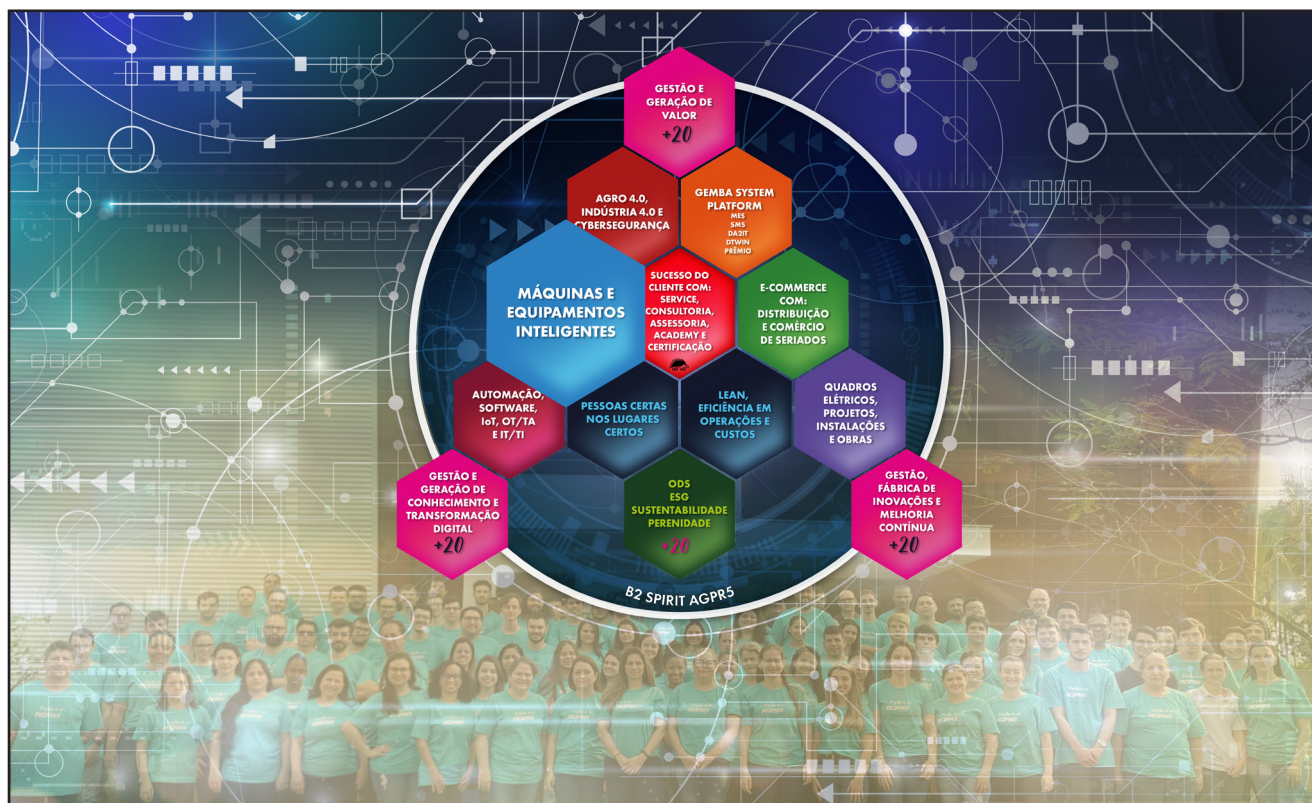 GESTÃO E
GERAÇÃO DE
VALOR
+20
AGRO 4.0,
INDÚSTRIA 4.0 E
CYBERSEGURANÇA
GEMBA SYSTEM
PLATFORM
MES
SMS
DA2IT
DTWIN
PRÊMIO
MÁQUINAS E
EQUIPAMENTOS
INTELIGENTES
SUCESSO DO
CLIENTE COM:
SERVICE,
CONSULTORIA,
ASSESSORIA,
ACADEMY E
CERTIFICAÇÃO
E-COMMERCE
COM:
DISTRIBUIÇÃO
E COMÉRCIO
DE SERIADOS
AUTOMAÇÃO,
SOFTWARE,
IoT, OT/TA
E IT/TI
PESSOAS CERTAS
NOS LUGARES
CERTOS
LEAN,
EFICIÊNCIA EM
OPERAÇÕES E
CUSTOS
QUADROS
ELÉTRICOS,
PROJETOS,
INSTALAÇÕES
E OBRAS
GESTÃO E
GERAÇÃO DE
CONHECIMENTO E
TRANSFORMAÇÃO
DIGITAL
+20
ODS
ESG
SUSTENTABILIDADE
PERENIDADE
+20
GESTÃO,
FÁBRICA DE
INOVAÇÕES E
MELHORIA
CONTÍNUA
+20
B2 SPIRIT AGPR5